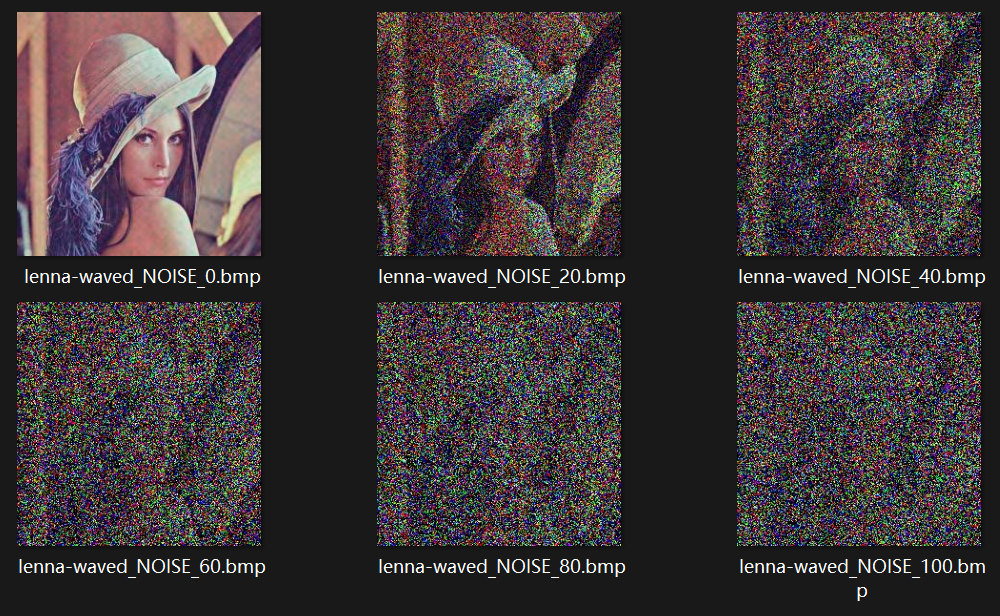 lenna-waved_NOISE_0.bmp
lenna-waved_NOISE_20.bmp
lenna-waved_NOISE_40.bmp
lenna-waved_NOISE_60.bmp
lenna-waved_NOISE_80.bmp
lenna-waved_NOISE_100.bm
p